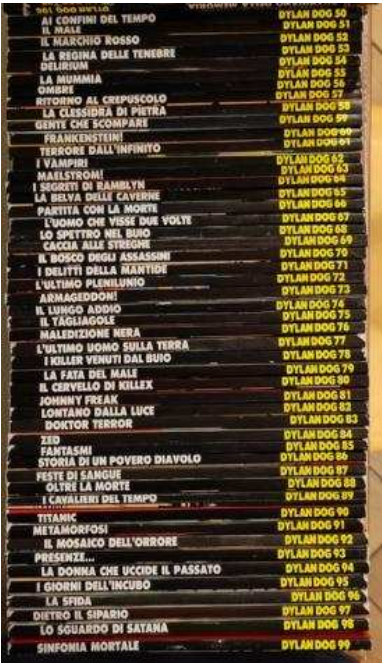 AI CONFINI DEL TEMPO DYLAN DOG 50
IL MALE DYLAN DOG 51
IL MARCHIO ROSSO DYLAN DOG 52
LA REGINA DELLE TENEBRE DYLAN DOG 53
DELIRIUM DYLAN DOG 54
LA MUMMIA DYLAN DOG 55
OMBRE DYLAN DOG 56
RITORNO AL CREPUSCOLO DYLAN DOG 57
LA CLESSIDRA DI PIETRA DYLAN DOG 58
GENTE CHE SCOMPARE DYLAN DOG 59
FRANKENSTEIN! DYLAN DOG 60
TERRORE DALL'INFINITO DYLAN DOG 61
I VAMPIRI DYLAN DOG 62
MAELSTROM! DYLAN DOG 63
I SEGRETI DI RAMBLYN DYLAN DOG 64
LA BELVA DELLE CAVERNE DYLAN DOG 65
PARTITA CON LA MORTE DYLAN DOG 66
L'UOMO CHE VISSE DUE VOLTE DYLAN DOG 67
LO SPETTRO NEL BUIO DYLAN DOG 68
CACCIA ALLE STREGHE DYLAN DOG 69
IL BOSCO DEGLI ASSASSINI DYLAN DOG 70
I DELITTI DELLA MANTIDE DYLAN DOG 71
L'ULTIMO PLENILUNIO DYLAN DOG 72
ARMAGEDDON! DYLAN DOG 73
IL LUNGO ADDIO DYLAN DOG 74
IL TAGLIAGOLE DYLAN DOG 75
MALEDIZIONE NERA DYLAN DOG 76
L'ULTIMO UOMO SULLA TERRA DYLAN DOG 77
I KILLER VENUTI DAL BUIO DYLAN DOG 78
LA FATA DEL MALE DYLAN DOG 79
IL CERVELLO DI KILLEX DYLAN DOG 80
JOHNNY FREAK DYLAN DOG 81
LONTANO DALLA LUCE DYLAN DOG 82
DOKTOR TERROR DYLAN DOG 83
ZED DYLAN DOG 84
FANTASMI DYLAN DOG 85
STORIA DI UN POVERO DIAVOLO DYLAN DOG 86
FESTE DI SANGUE DYLAN DOG 87
OLTRE LA MORTE DYLAN DOG 88
I CAVALIERI DEL TEMPO DYLAN DOG 89
TITANIC DYLAN DOG 90
METAMORFOSI DYLAN DOG 91
IL MOSAICO DELL'ORRORE DYLAN DOG 92
PRESENZE... DYLAN DOG 93
LA DONNA CHE UCCIDE IL PASSATO DYLAN DOG 94
I GIORNI DELL'INCUBO DYLAN DOG 95
LA SFIDA DYLAN DOG 96
DIETRO IL SIPARIO DYLAN DOG 97
LO SGUARDO DI SATANA DYLAN DOG 98
SINFONIA MORTALE DYLAN DOG 99